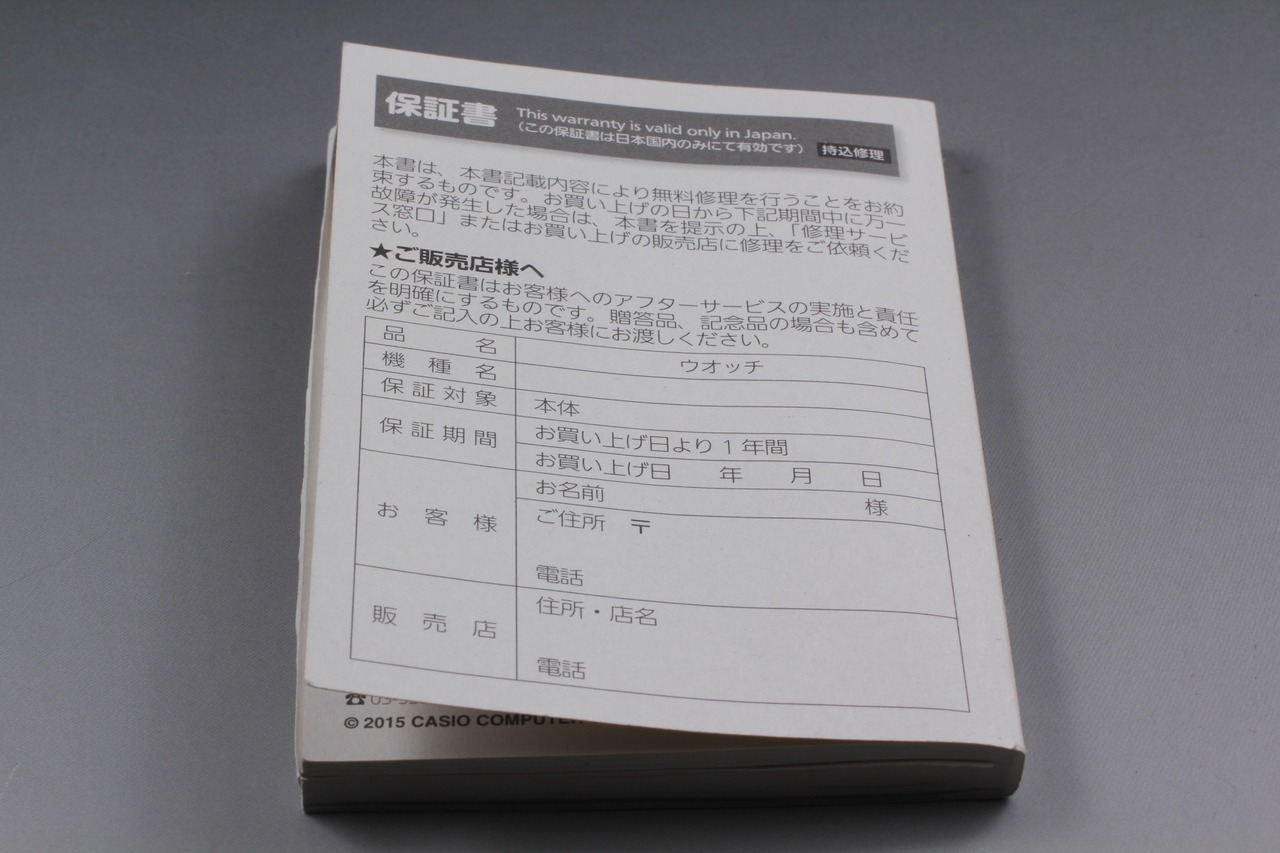 保証書
This warranty is valid only in Japan.
(この保証書は日本国内のみにて有効です)
持込修理
本書は、本書記載内容により無料修理を行うことをお約
束するものです。お買い上げの日から下記期間中に万一
故障が発生した場合は、本書を提示の上、「修理サービ
ス窓口」またはお買い上げの販売店に修理をご依頼くだ
さい。
★ご販売店様へ
この保証書はお客様へのアフターサービスの実施と責任
を明確にするものです。贈答品、記念品の場合も含めて
必ずご記入の上お客様にお渡しください。
品名 ウオッチ
機種名
保証対象 本体
保証期間 お買い上げ日より1年間
お買い上げ日 年 月 日
お客様 お名前 様
ご住所 〒
電話
販売店 住所・店名
電話
☎ 03-
© 2015 CASIO COMPUTER